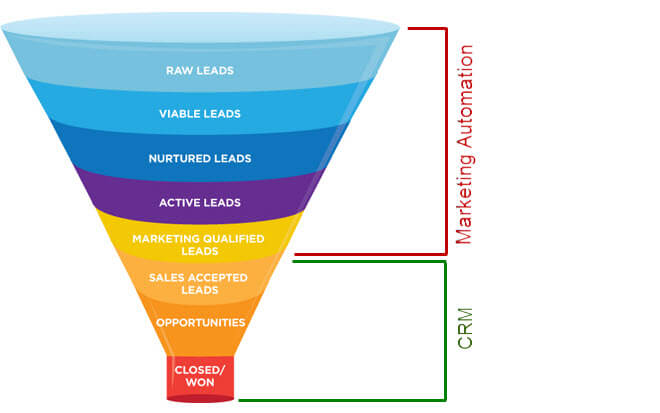 RAW LEADS
VIABLE LEADS
NURTURED LEADS
ACTIVE LEADS
MARKETING QUALIFIED
LEADS
SALES ACCEPTED
LEADS
OPPORTUNITIES
CLOSED/
WON
Marketing Automation
CRM